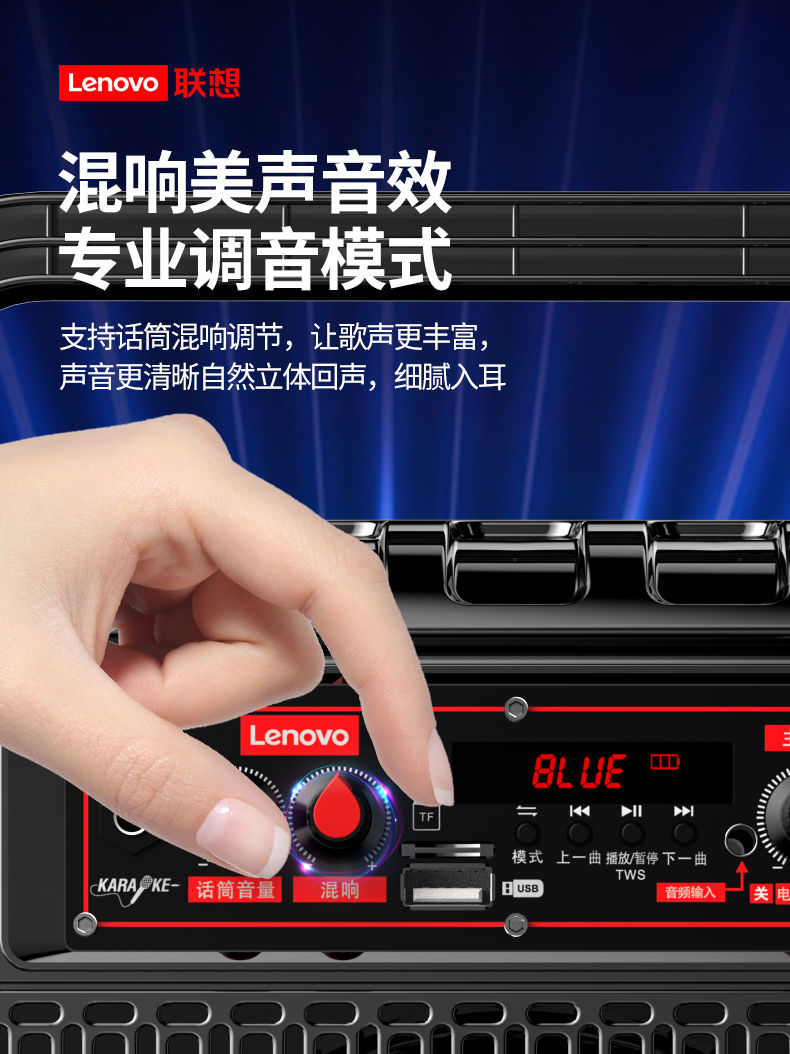 Lenovo 联想
混响美声音效
专业调音模式
支持话筒混响调节，让歌声更丰富，
声音更清晰自然立体回声，细腻入耳
Lenovo
BLUE
TF
模式 上一曲 播放/暂停 下一曲
TWS
KARAOKE
话筒音量
混响
USB
音频输入
关
电